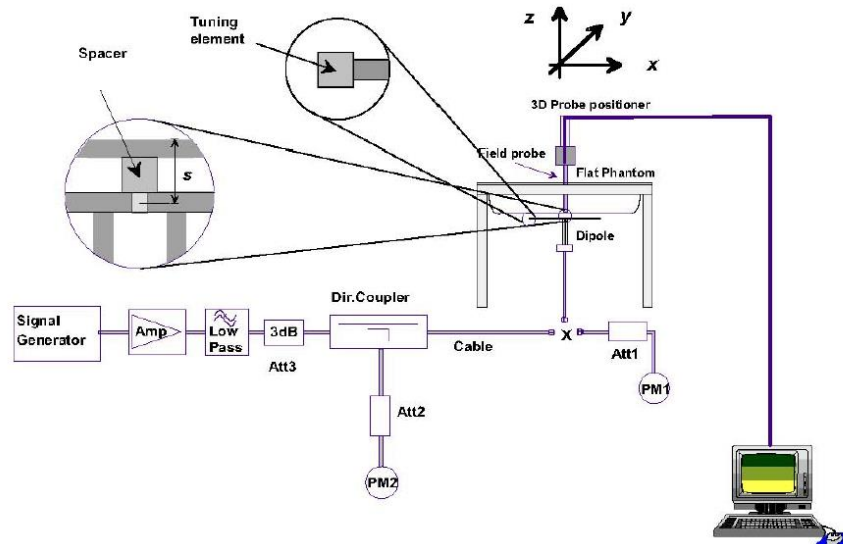 z
y
x
Tuning
element
Spacer
s
3D Probe positioner
Field probe
Flat Phantom
Dipole
Signal
Generator
Amp
Low
Pass
3dB
Att3
Dir.Coupler
Cable
X
Att1
PM1
Att2
PM2